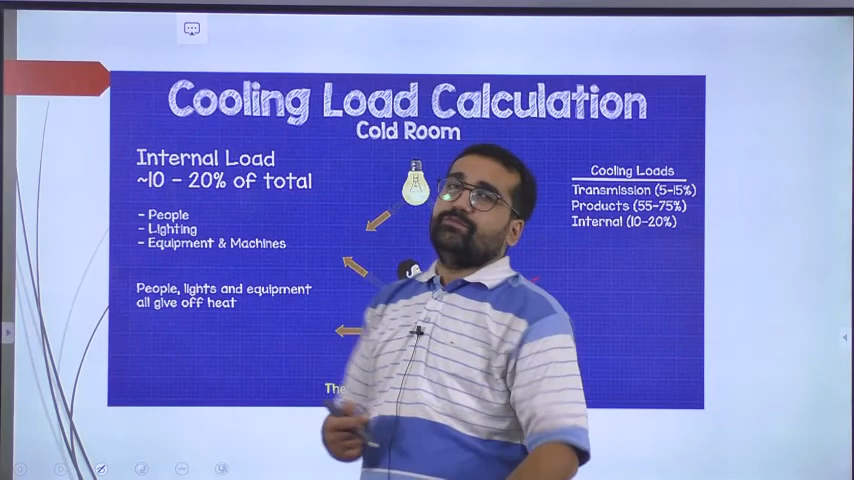 Cooling Load Calculation
Cold Room
Internal Load
~10 - 20% of total
- People
- Lighting
- Equipment & Machines
People, lights and equipment
all give off heat
Cooling Loads
Transmission (5-15%)
Products (55-75%)
Internal (10-20%)